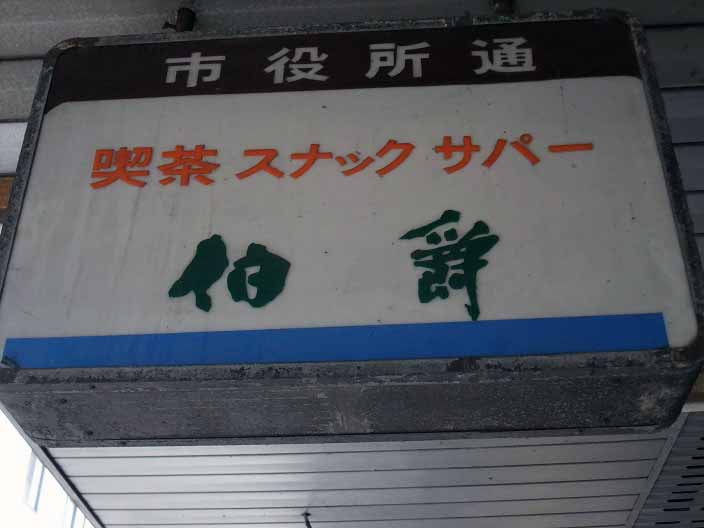 市役所通
喫茶 スナック サパー
伯爵